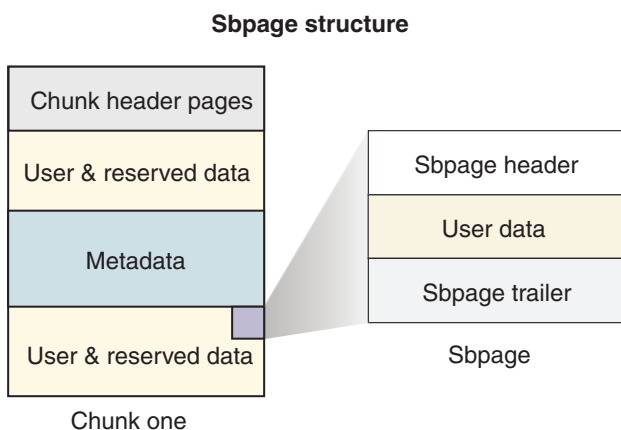 Sbpage structure
Chunk header pages
User & reserved data
Metadata
User & reserved data
Chunk one
Sbpage header
User data
Sbpage trailer
Sbpage